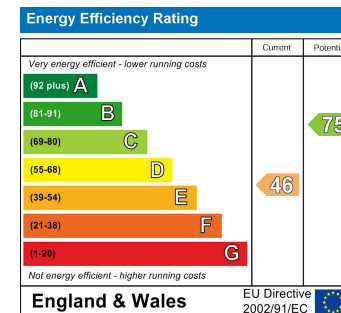 Energy Efficiency Rating
Current
Very energy efficient - lower running costs
(92 plus) A
(81-91) B
75
(69-80) C
(55-68) D
46
(39-54) E
(21-38) F
(1-20) G
Not energy efficient - higher running costs
England & Wales
EU Directive
2002/91/EC